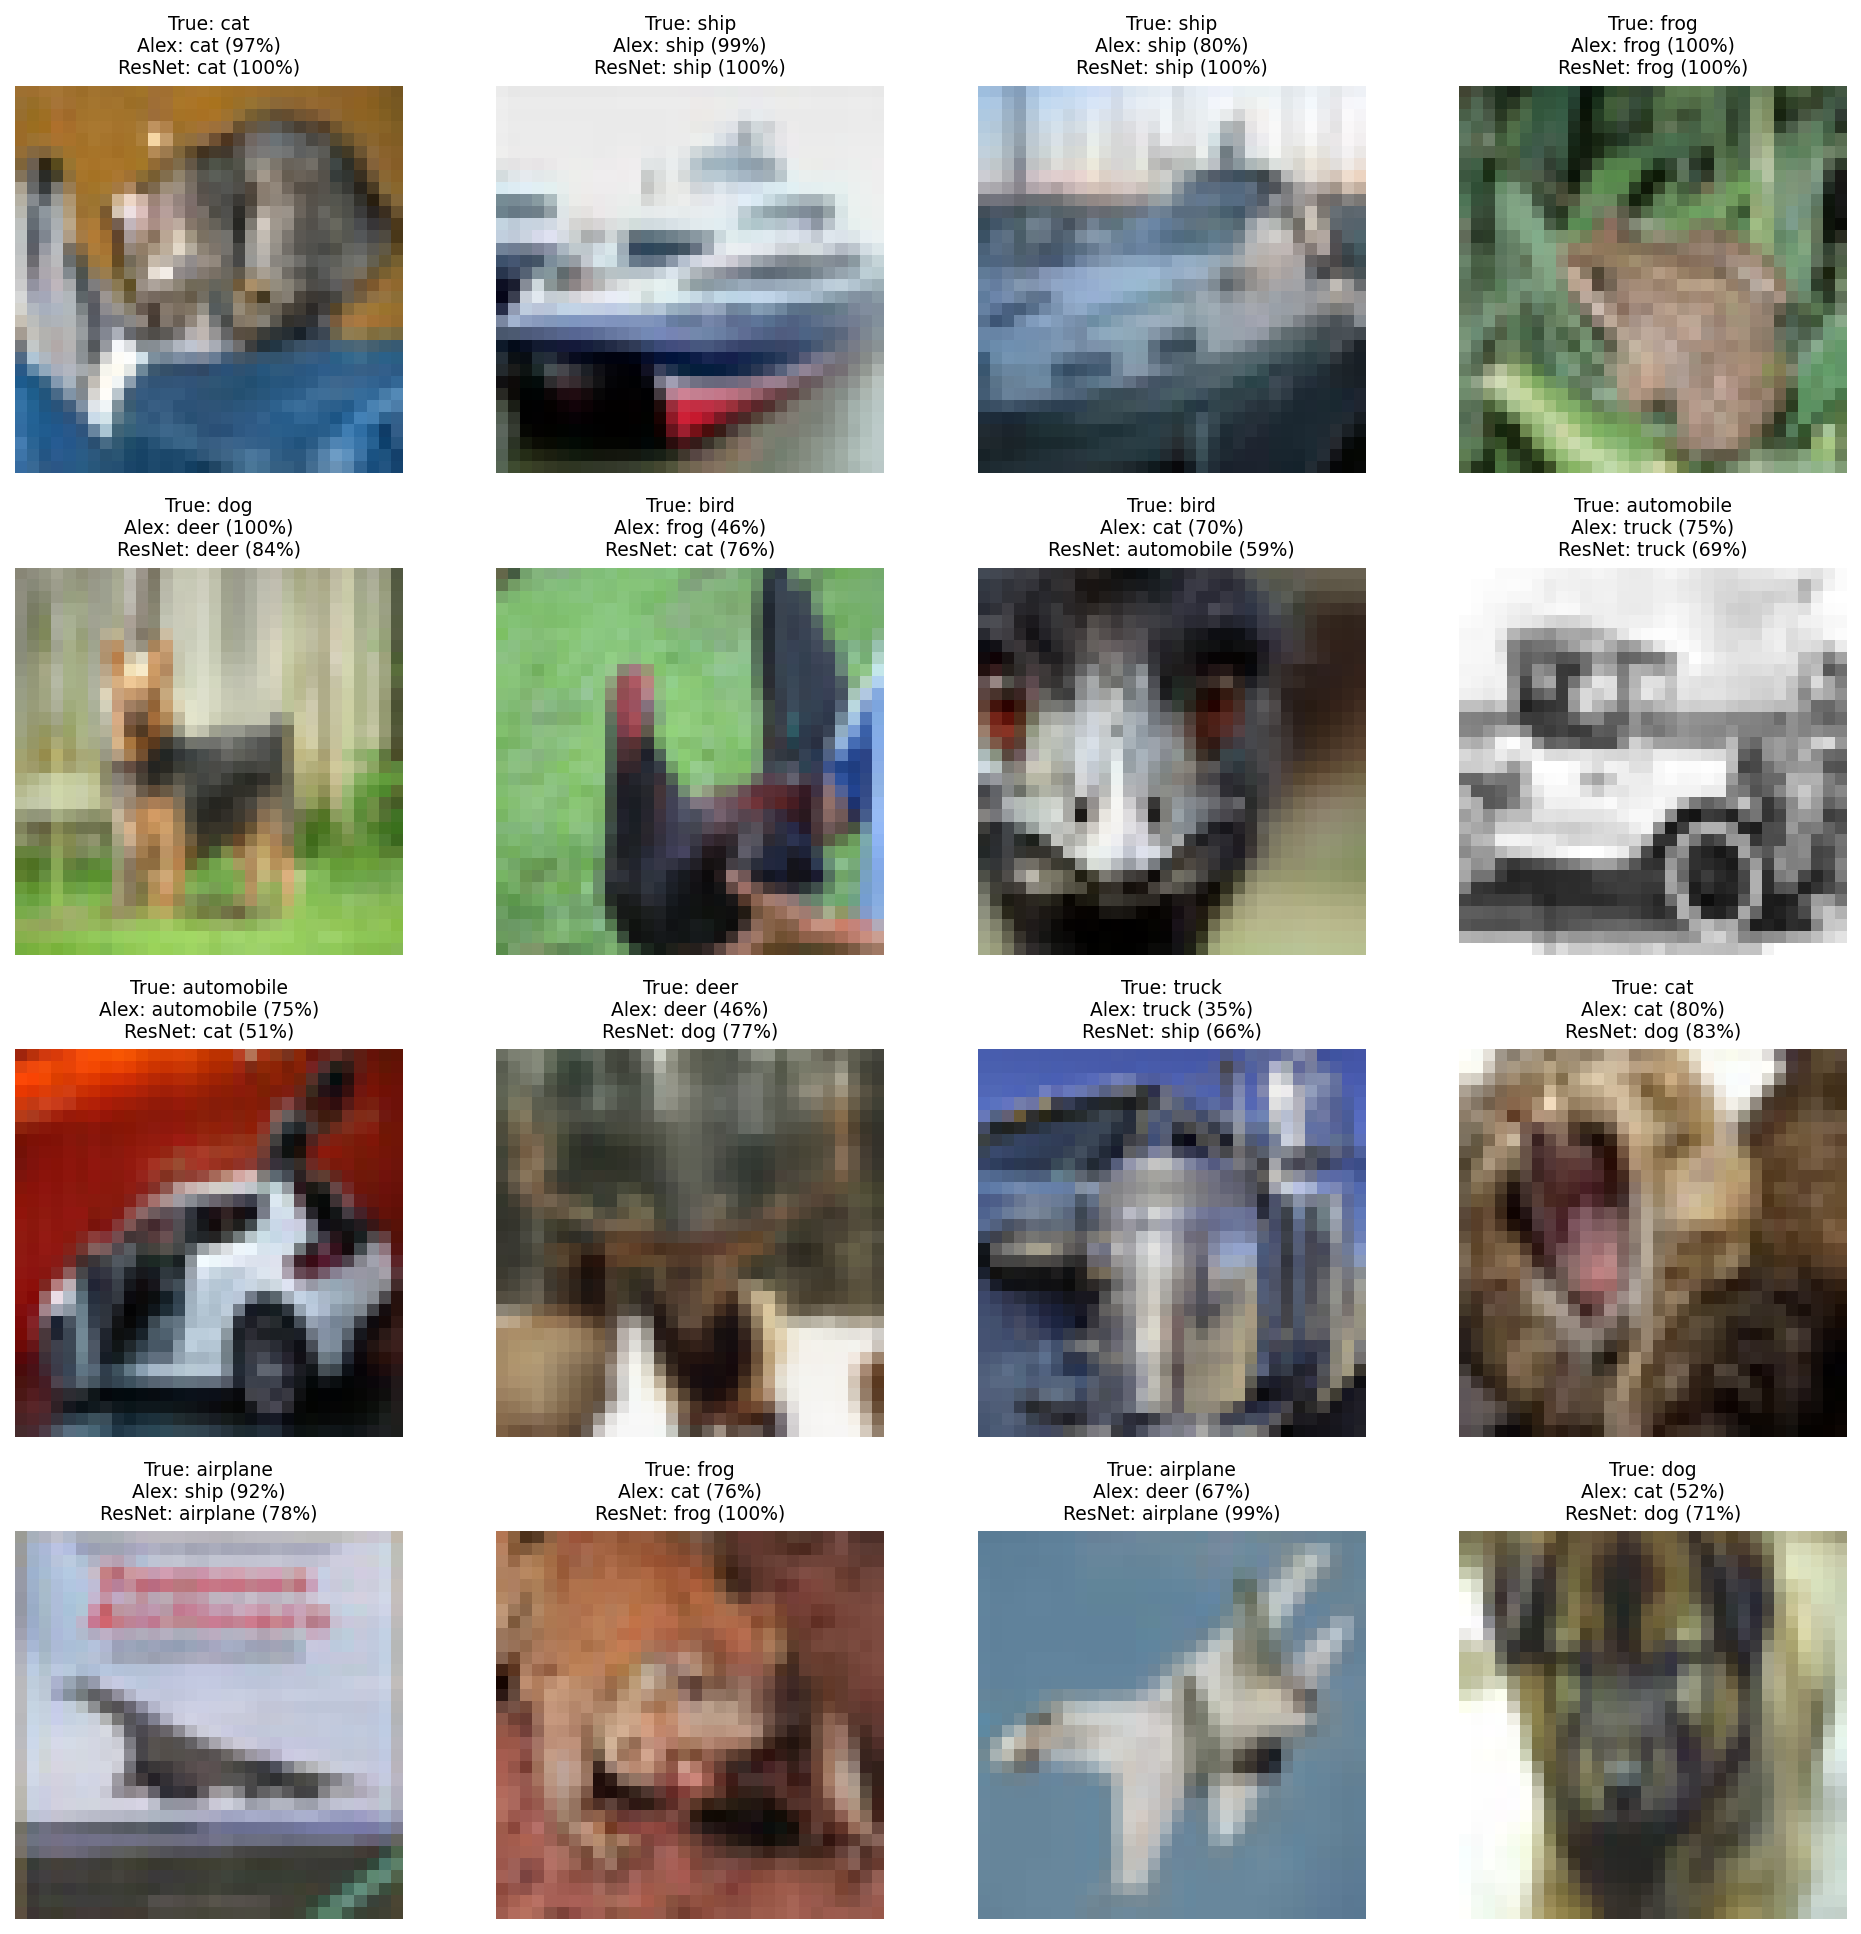 True: cat
Alex: cat (97%)
ResNet: cat (100%)
True: ship
Alex: ship (99%)
ResNet: ship (100%)
True: ship
Alex: ship (80%)
ResNet: ship (100%)
True: frog
Alex: frog (100%)
ResNet: frog (100%)
True: dog
Alex: deer (100%)
ResNet: deer (84%)
True: bird
Alex: frog (46%)
ResNet: cat (76%)
True: bird
Alex: cat (70%)
ResNet: automobile (59%)
True: automobile
Alex: truck (75%)
ResNet: truck (69%)
True: automobile
Alex: automobile (75%)
ResNet: cat (51%)
True: deer
Alex: deer (46%)
ResNet: dog (77%)
True: truck
Alex: truck (35%)
ResNet: ship (66%)
True: cat
Alex: cat (80%)
ResNet: dog (83%)
True: airplane
Alex: ship (92%)
ResNet: airplane (78%)
True: frog
Alex: cat (76%)
ResNet: frog (100%)
True: airplane
Alex: deer (67%)
ResNet: airplane (99%)
True: dog
Alex: cat (52%)
ResNet: dog (71%)